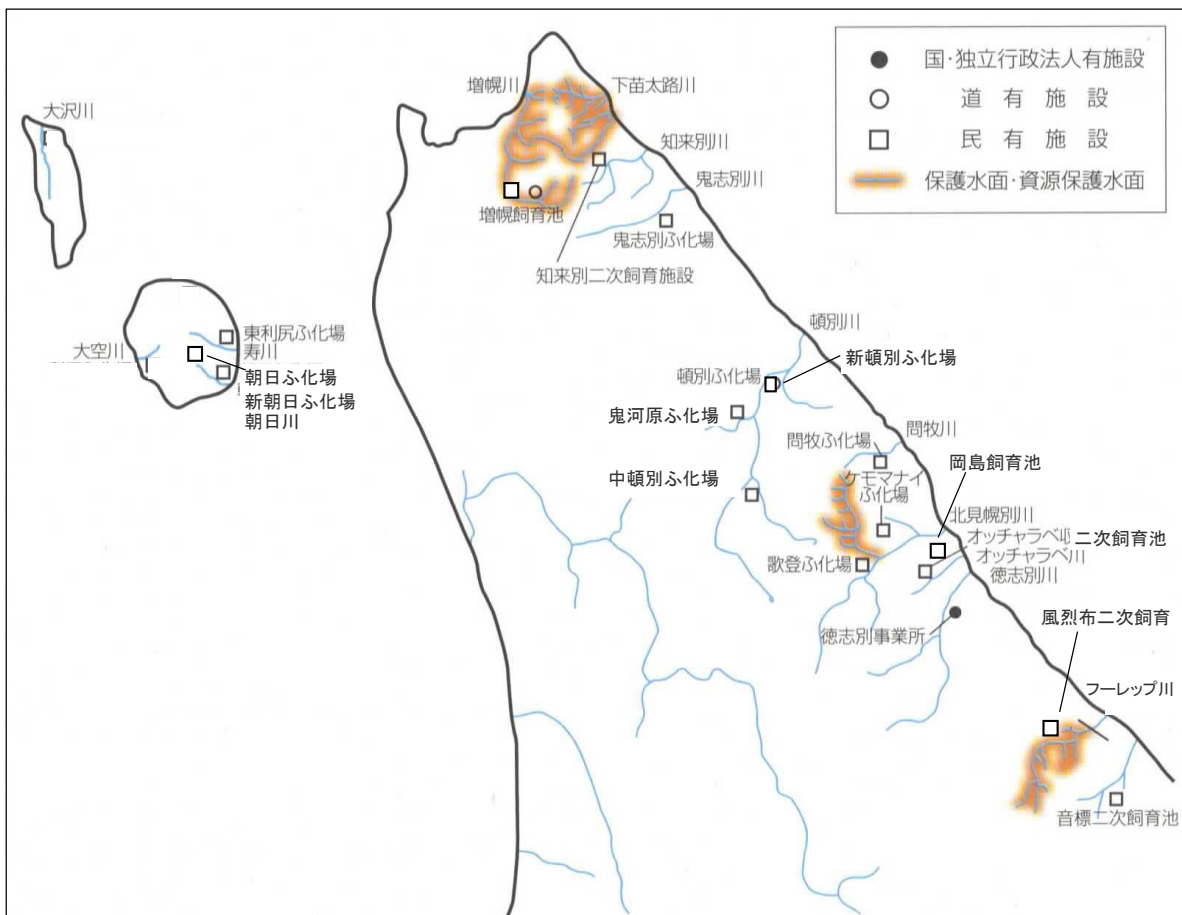 国・独立行政法人有施設
道有施設
民有施設
保護水面・資源保護水面
大沢川
増幌川
下苗太路川
知来別川
鬼志別川
増幌飼育池
鬼志別ふ化場
知来別二次飼育施設
東利尻ふ化場
大空川
寿川
朝日ふ化場
新朝日ふ化場
朝日川
頓別川
頓別ふ化場
新頓別ふ化場
鬼河原ふ化場
問牧川
問牧ふ化場
岡島飼育池
中頓別ふ化場
ケモマナイ
ふ化場
北見幌別川
オッチャラベ
二次飼育池
オッチャラベ川
歌登ふ化場
徳志別川
徳志別事業所
風烈布二次飼育
フーレップ川
音標二次飼育池